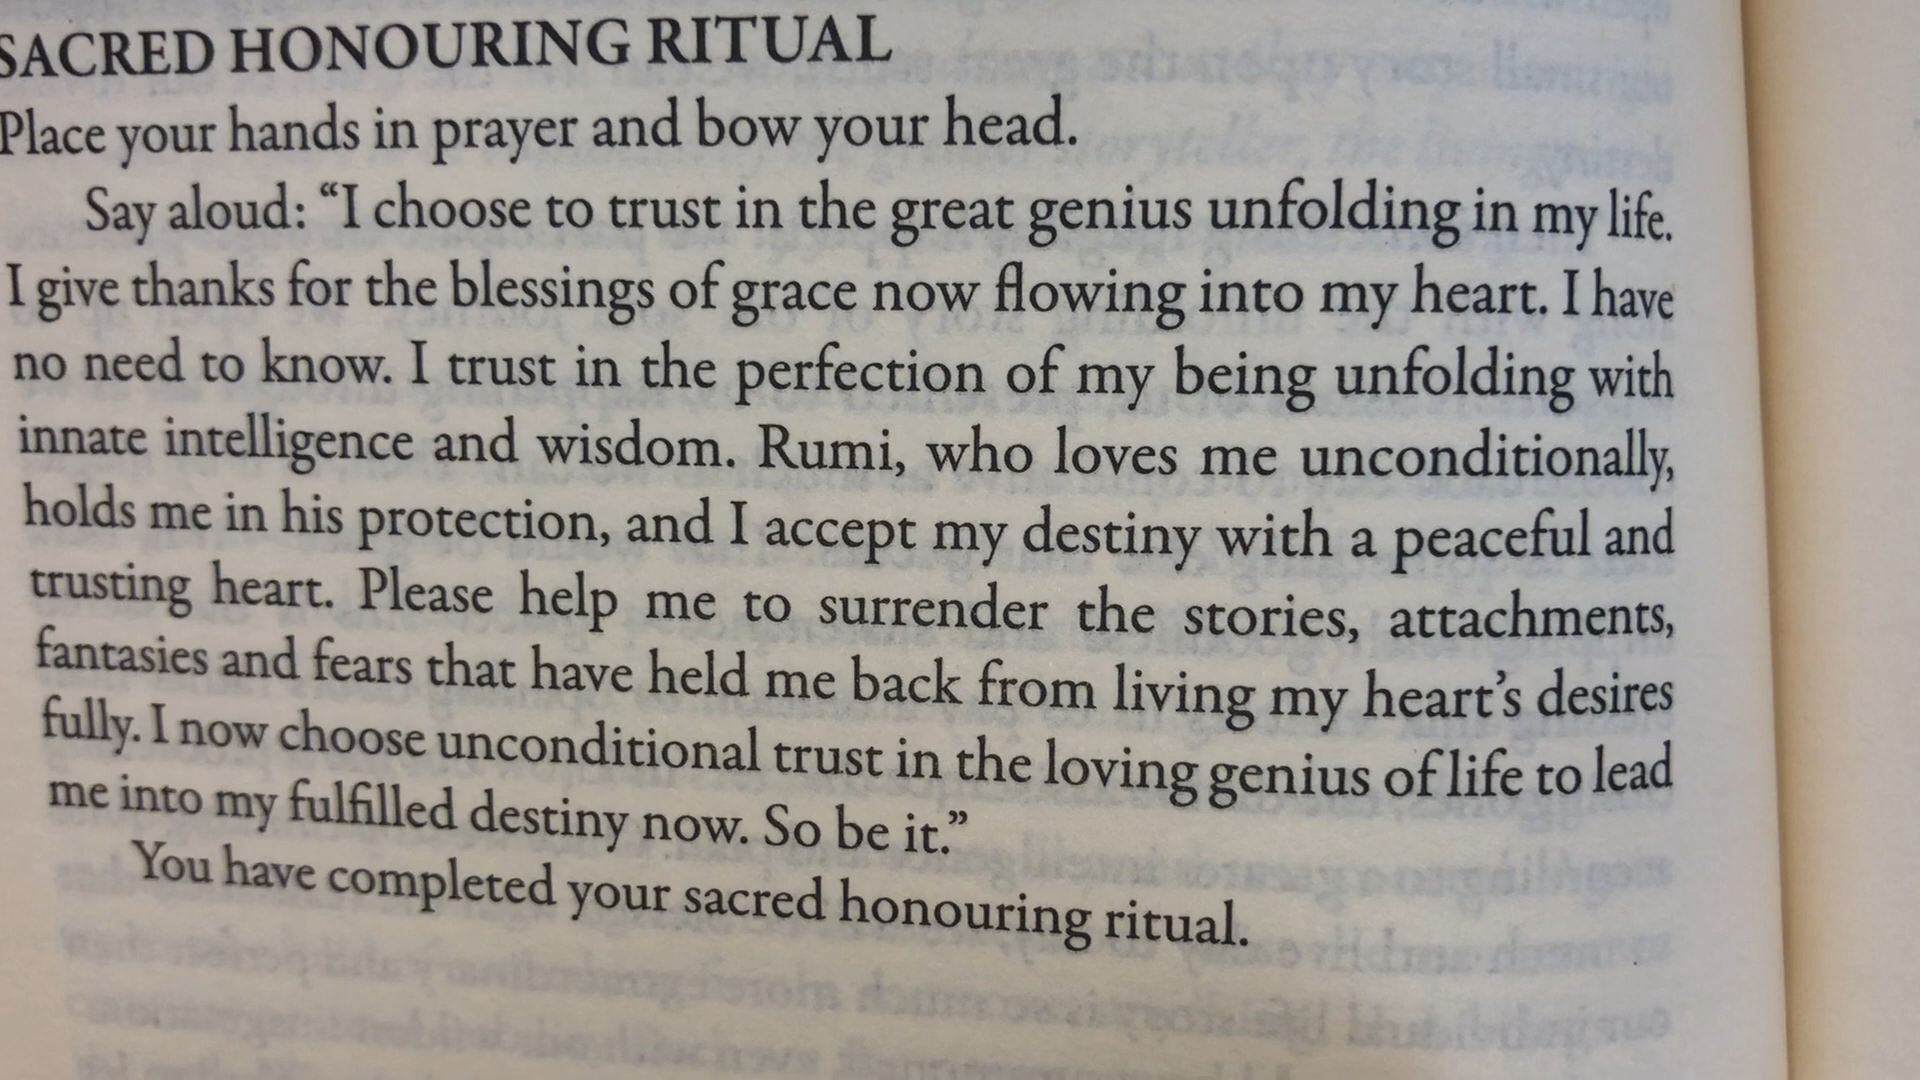 SACRED HONOURING RITUAL
Place your hands in prayer and bow your head.
Say aloud: “I choose to trust in the great genius unfolding in my life.
I give thanks for the blessings of grace now flowing into my heart. I have
no need to know. I trust in the perfection of my being unfolding with
innate intelligence and wisdom. Rumi, who loves me unconditionally,
holds me in his protection, and I accept my destiny with a peaceful and
trusting heart. Please help me to surrender the stories, attachments,
fantasies and fears that have held me back from living my heart’s desires
fully. I now choose unconditional trust in the loving genius of life to lead
me into my fulfilled destiny now. So be it.”
You have completed your sacred honouring ritual.